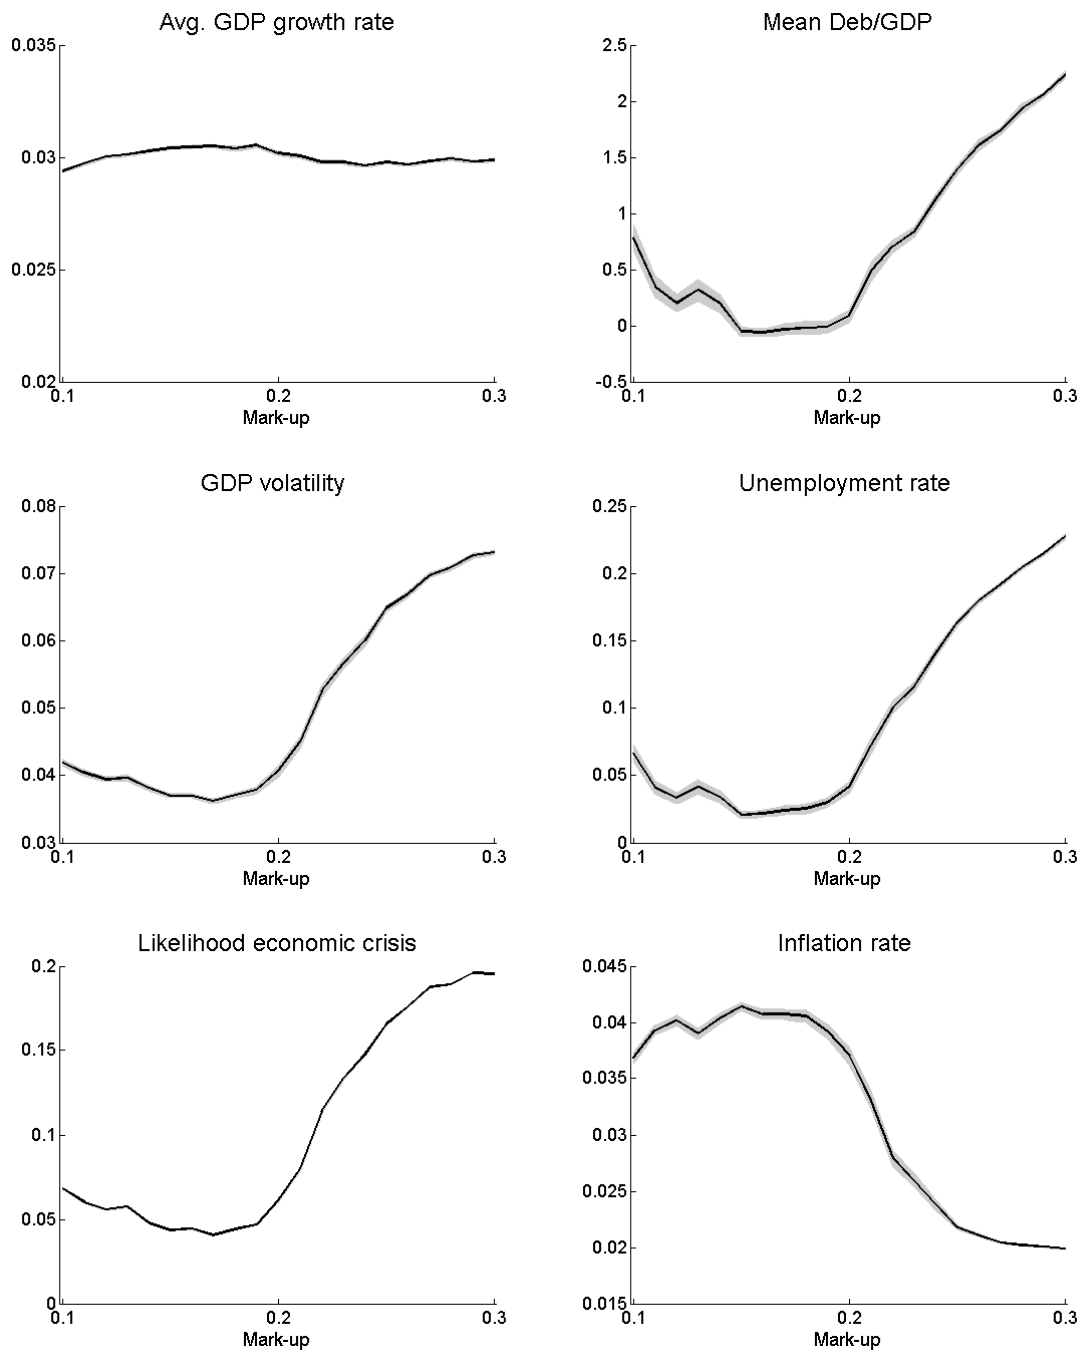 Avg. GDP growth rate
0.035
0.03
0.025
0.02
0.1 0.2 0.3
Mark-up
Mean Deb/GDP
2.5
2
1.5
1
0.5
0
-0.5
0.1 0.2 0.3
Mark-up
GDP volatility
0.08
0.07
0.06
0.05
0.04
0.03
0.1 0.2 0.3
Mark-up
Unemployment rate
0.25
0.2
0.15
0.1
0.05
0
0.1 0.2 0.3
Mark-up
Likelihood economic crisis
0.2
0.15
0.1
0.05
0
0.1 0.2 0.3
Mark-up
Inflation rate
0.045
0.04
0.035
0.03
0.025
0.02
0.015
0.1 0.2 0.3
Mark-up